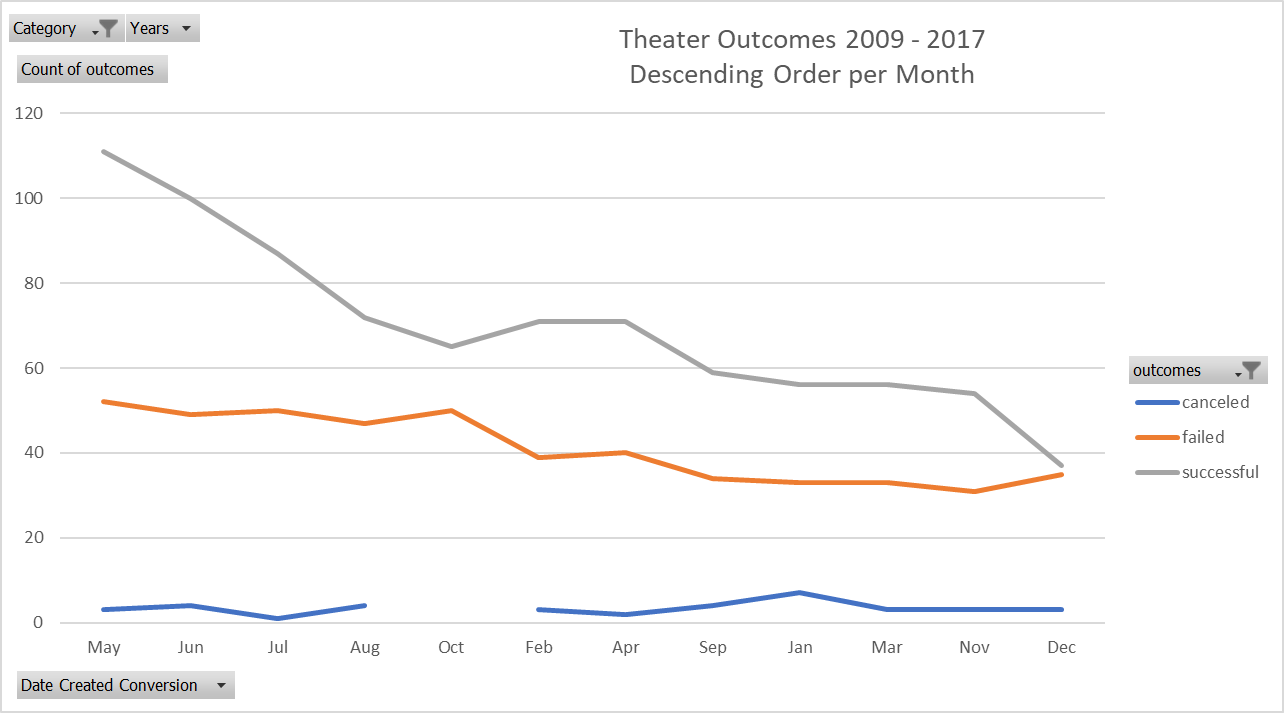 Category
Years
Count of outcomes
Theater Outcomes 2009 - 2017
Descending Order per Month
120
100
80
60
40
20
0
May Jun Jul Aug Oct Feb Apr Sep Jan Mar Nov Dec
outcomes
canceled
failed
successful
Date Created Conversion